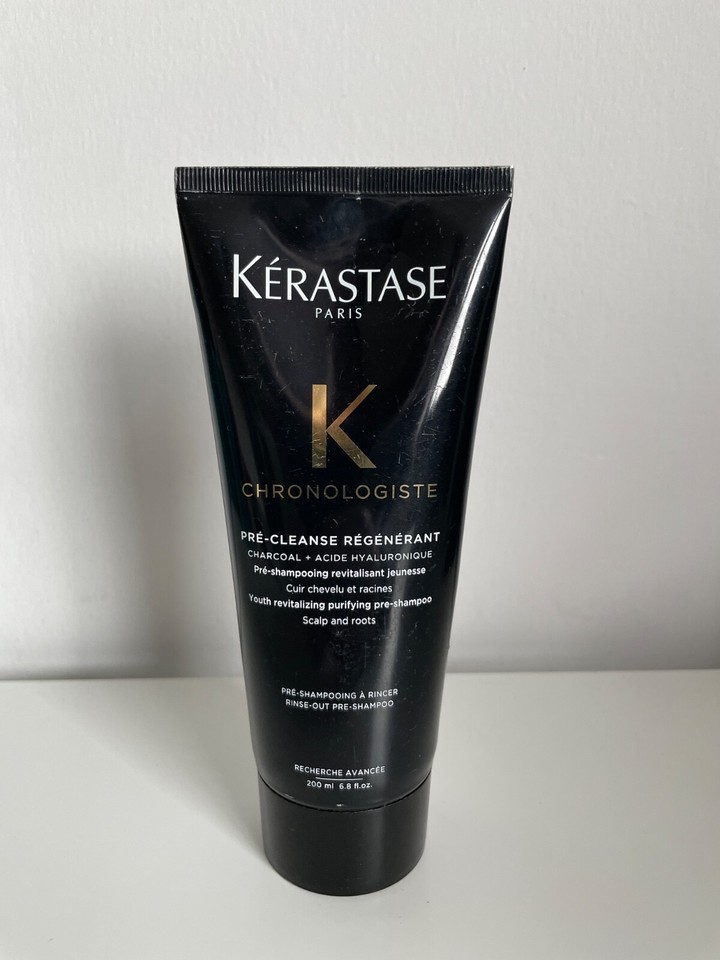 KÉRASTASE
PARIS
K
CHRONOLOGISTE
PRÉ-CLEANSE RÉGÉNÉRANT
CHARCOAL + ACIDE HYALURONIQUE
Pré-shampooing revitalisant jeunesse
Cuir chevelu et racines
Youth revitalizing purifying pre-shampoo
Scalp and roots
PRÉ-SHAMPOOING À RINCER
RINSE-OUT PRE-SHAMPOO
RECHERCHE AVANCÉE
200 ml 6.8 fl.oz.